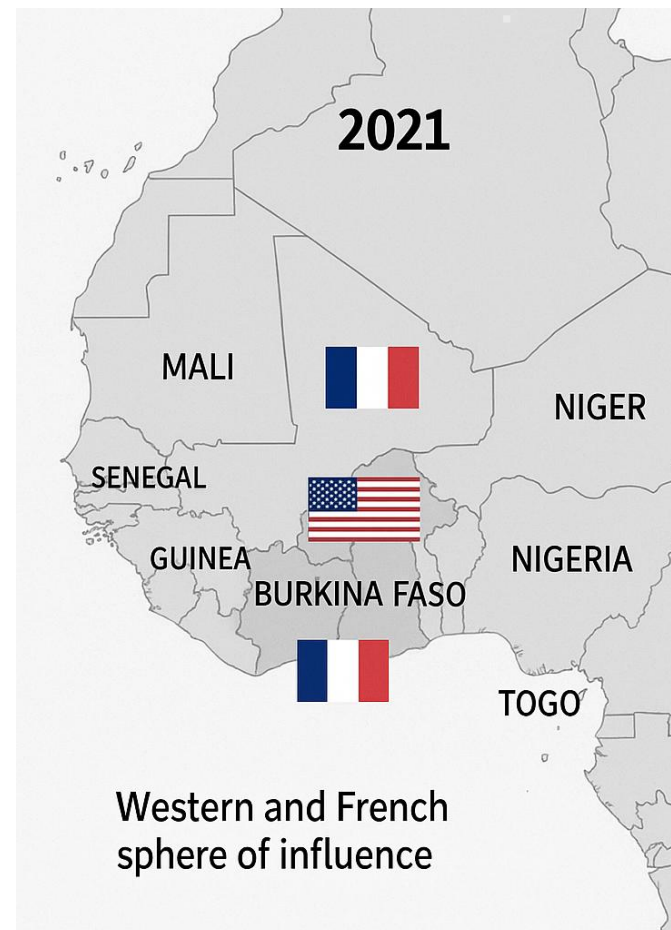 2021
MALI
NIGER
SENEGAL
GUINEA
NIGERIA
BURKINA FASO
TOGO
Western and French
sphere of influence